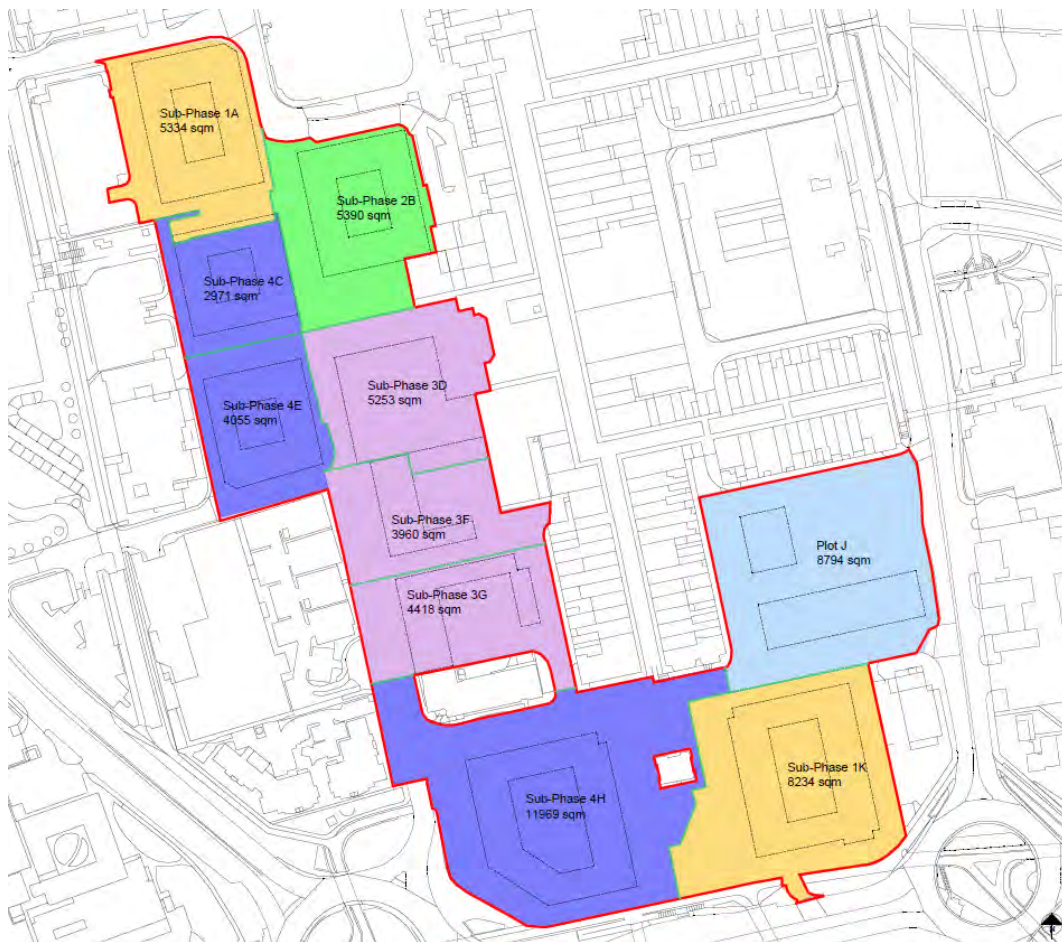 Sub-Phase 1A
5334 sqm
Sub-Phase 2B
5390 sqm
Sub-Phase 4C
2971 sqm
Sub-Phase 3D
5253 sqm
Sub-Phase 4E
4055 sqm
Sub-Phase 3F
3960 sqm
Plot J
8794 sqm
Sub-Phase 3G
4418 sqm
Sub-Phase 1K
8234 sqm
Sub-Phase 4H
11969 sqm